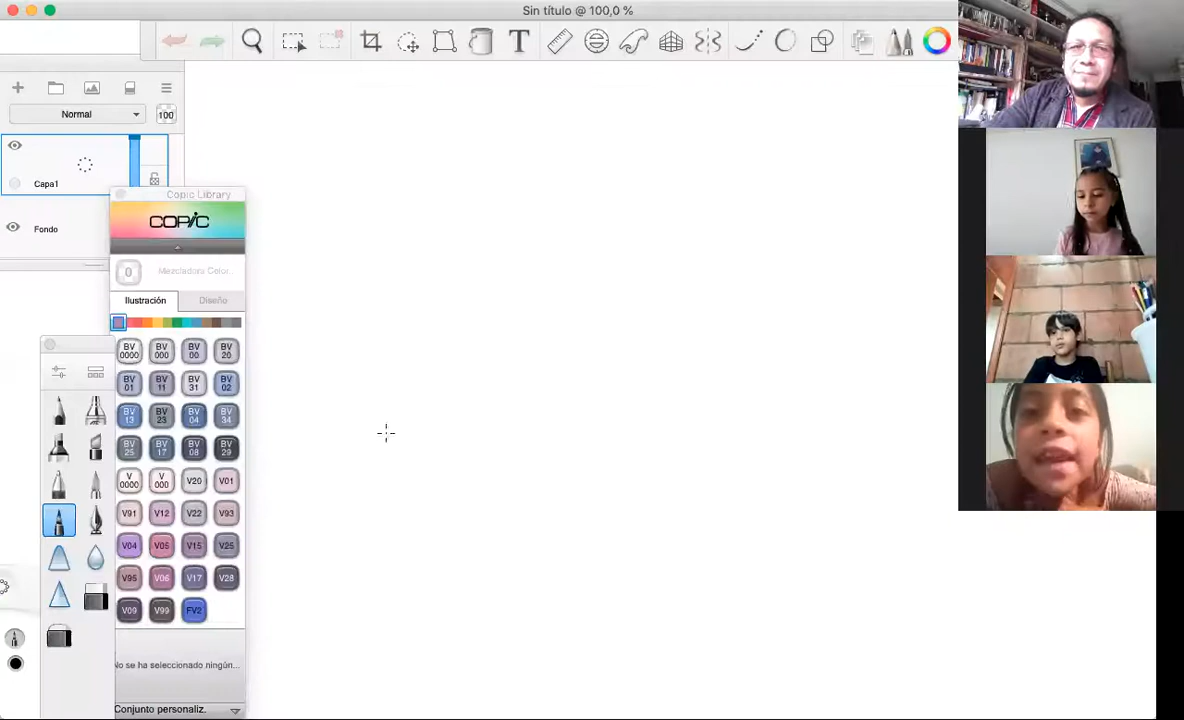 Sin título @ 100,0 %
T
Normal
100
Capa1
Fondo
Copic Library
COPIC
0
Mezcladora Color..
Ilustración
Diseño
BV 0000
BV 000
BV 00
BV 20
BV 01
BV 11
BV 31
BV 02
BV 13
BV 23
BV 04
BV 34
BV 25
BV 17
BV 08
BV 29
V 0000
V 000
V20
V01
V91
V12
V22
V93
V04
V05
V15
V25
V95
V06
V17
V28
V09
V99
FV2
No se ha seleccionado ningún...
Conjunto personaliz.